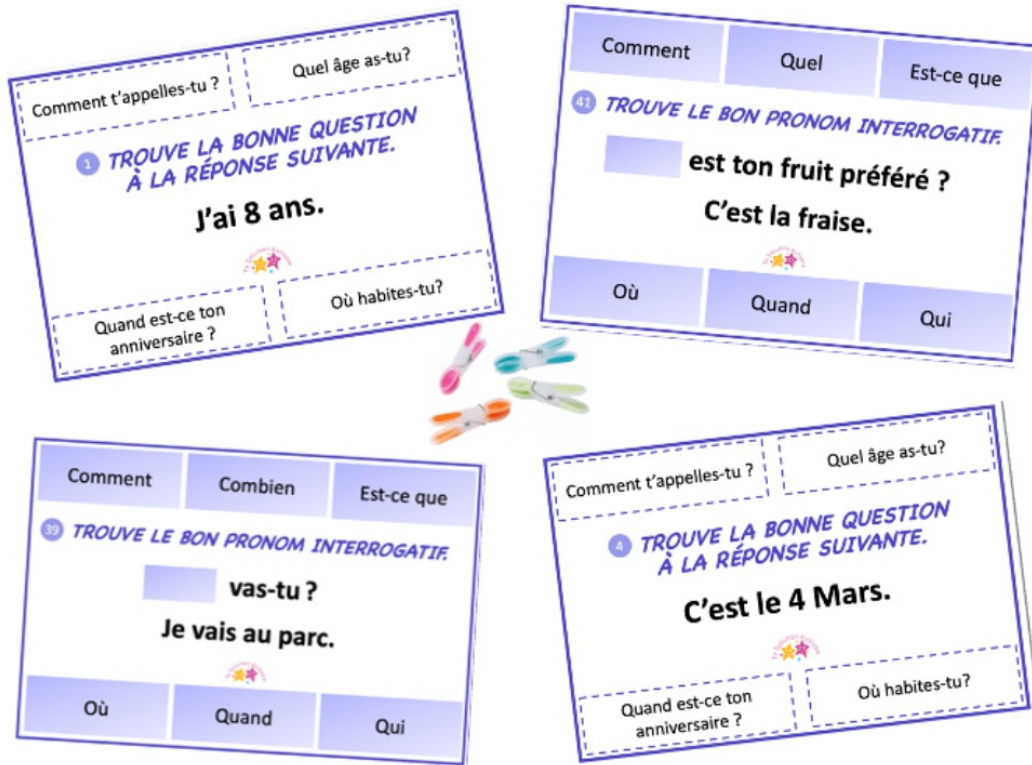 Comment t'appelles-tu ?
Quel âge as-tu?
1 TROUVE LA BONNE QUESTION
À LA RÉPONSE SUIVANTE.
J'ai 8 ans.
Quand est-ce ton
anniversaire ?
Où habites-tu?
Comment
Quel
Est-ce que
41 TROUVE LE BON PRONOM INTERROGATIF.
est ton fruit préféré ?
C'est la fraise.
Où
Quand
Qui
Comment
Combien
Est-ce que
39 TROUVE LE BON PRONOM INTERROGATIF.
vas-tu ?
Je vais au parc.
Où
Quand
Qui
Comment t'appelles-tu ?
Quel âge as-tu?
4 TROUVE LA BONNE QUESTION
À LA RÉPONSE SUIVANTE.
C'est le 4 Mars.
Quand est-ce ton
anniversaire ?
Où habites-tu?